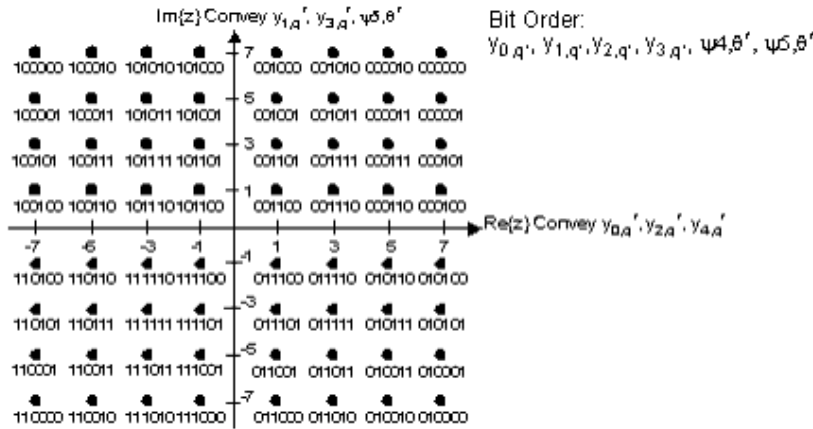 Im{z} Convey y1,q′, y3,q′, ψ5,θ′
Bit Order:
y0,q′, y1,q′, y2,q′, y3,q′, ψ4,θ′, ψ5,θ′
7
100000 100010 101010 101000 001000 001010 000010 000000
5
100001 100011 101011 101001 001001 001011 000011 000001
3
100101 100111 101111 101101 001101 001111 000111 000101
1
100100 100110 101110 101100 001100 001110 000110 000100
Re{z} Convey y0,q′, y2,q′, y4,q′
-7 -5 -3 -1 1 3 5 7
-1
110100 110110 111110 111100 011100 011110 010110 010100
-3
110101 110111 111111 111101 011101 011111 010111 010101
-5
110001 110011 111011 111001 011001 011011 010011 010001
-7
110000 110010 111010 111000 011000 011010 010010 010000